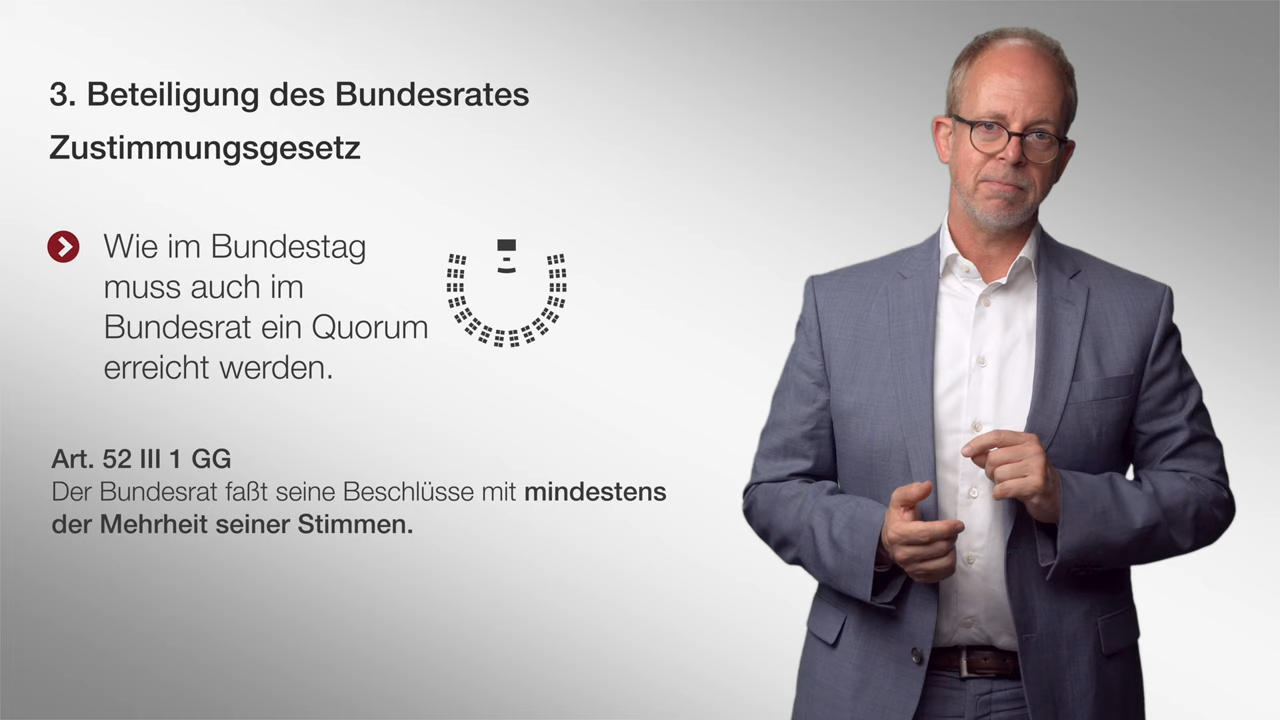 3. Beteiligung des Bundesrates
Zustimmungsgesetz
Wie im Bundestag
muss auch im
Bundesrat ein Quorum
erreicht werden.
Art. 52 III 1 GG
Der Bundesrat faßt seine Beschlüsse mit mindestens
der Mehrheit seiner Stimmen.